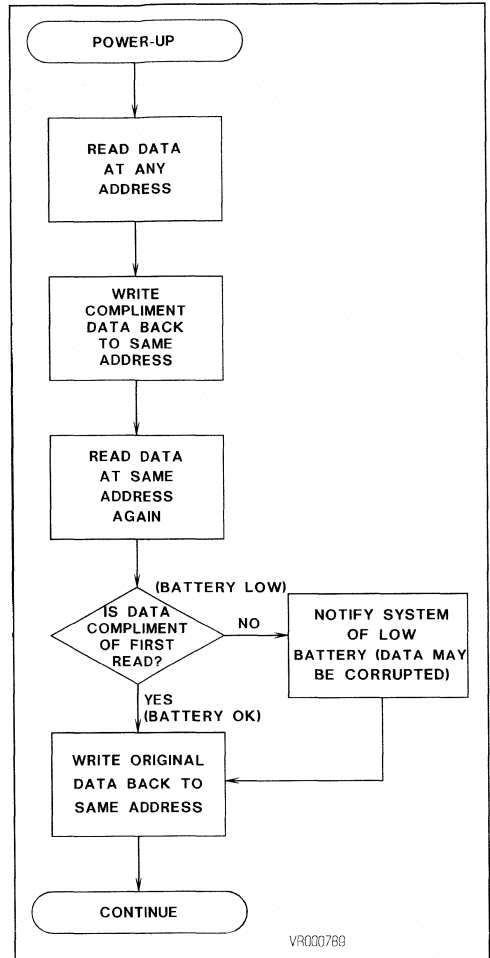 POWER-UP
READ DATA
AT ANY
ADDRESS
WRITE
COMPLIMENT
DATA BACK
TO SAME
ADDRESS
READ DATA
AT SAME
ADDRESS
AGAIN
(BATTERY LOW)
IS DATA
COMPLIMENT
OF FIRST
READ?
NO
NOTIFY SYSTEM
OF LOW
BATTERY (DATA MAY
BE CORRUPTED)
YES
(BATTERY OK)
WRITE ORIGINAL
DATA BACK TO
SAME ADDRESS
CONTINUE
VR000789